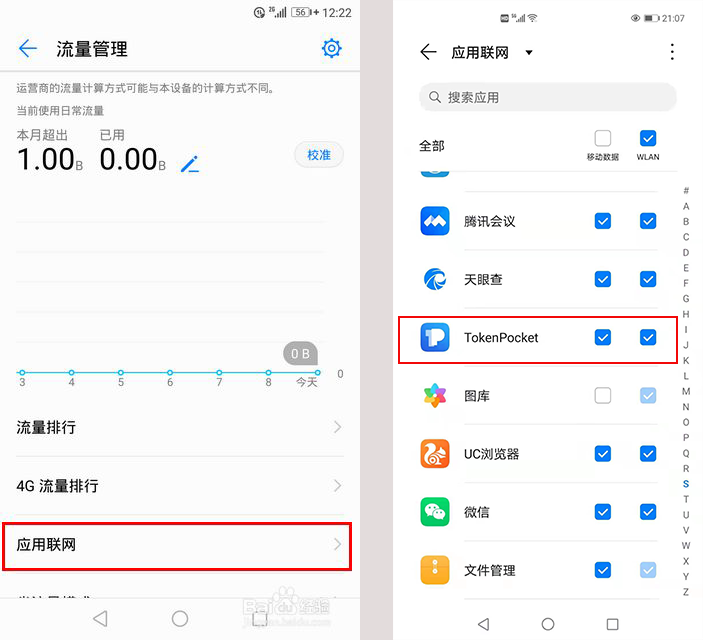 2G 56 12:22
流量管理
运营商的流量计算方式可能与本设备的计算方式不同。
当前使用日常流量
本月超出 已用
1.00B 0.00B
校准
0 B
0
3 4 5 6 7 8 今天
流量排行
4G 流量排行
应用联网
Baidu 经验
jingyan.baidu.com
HD 5G 21:07
应用联网
搜索应用
全部
移动数据 WLAN
腾讯会议
天眼查
TokenPocket
图库
UC浏览器
微信
文件管理
#
A
B
C
D
E
F
G
H
I
J
K
L
M
N
O
P
Q
R
S
T
U
V
W
X
Y
Z